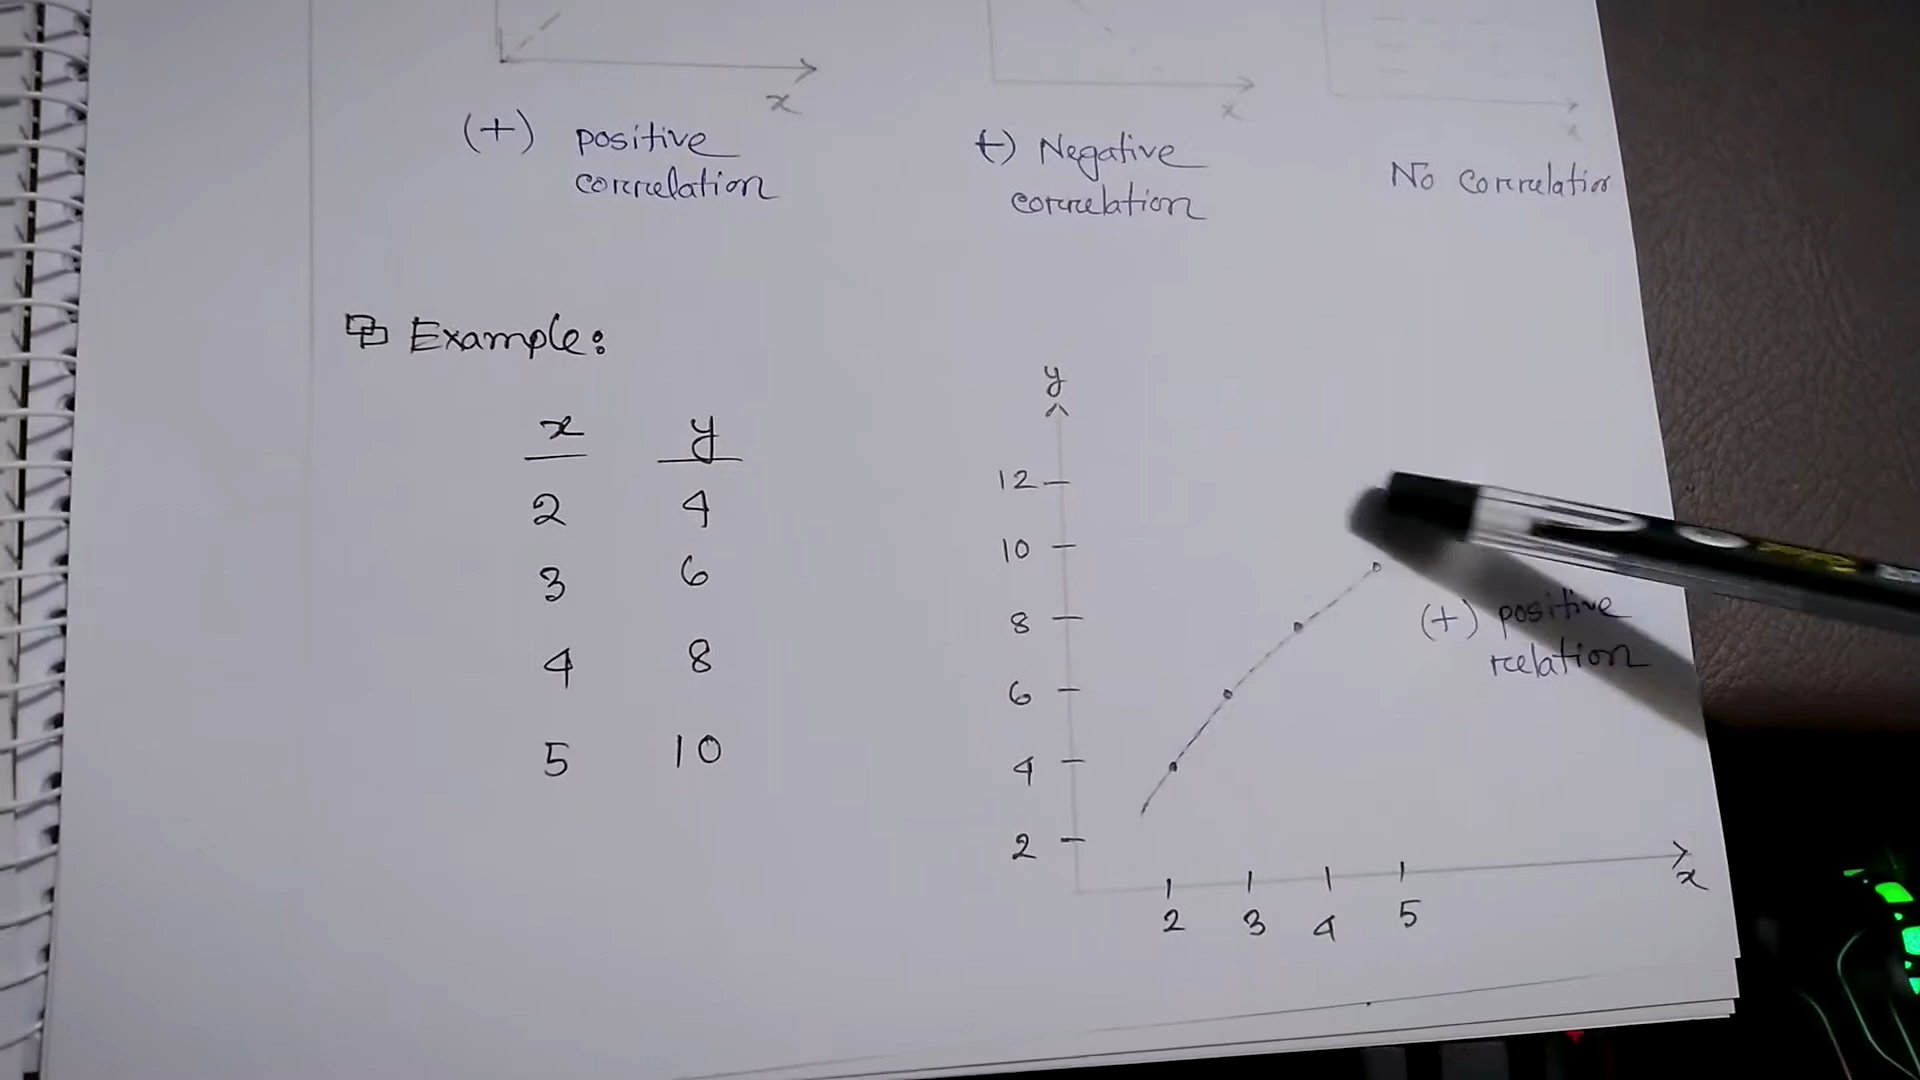 x
x
x
(+) positive
correlation
(-) Negative
correlation
No correlation
Example:
x y
2 4
3 6
4 8
5 10
y
12
10
8
6
4
2
(+) positive
relation
x
2 3 4 5